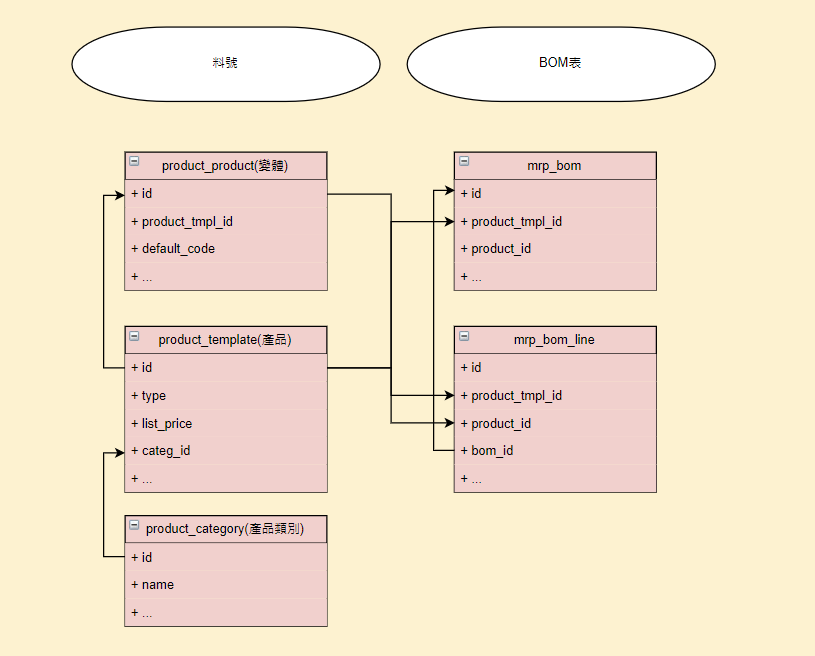 料號
BOM表
product_product(變體)
+ id
+ product_tmpl_id
+ default_code
+ ...
mrp_bom
+ id
+ product_tmpl_id
+ product_id
+ ...
product_template(產品)
+ id
+ type
+ list_price
+ categ_id
+ ...
mrp_bom_line
+ id
+ product_tmpl_id
+ product_id
+ bom_id
+ ...
product_category(產品類別)
+ id
+ name
+ ...